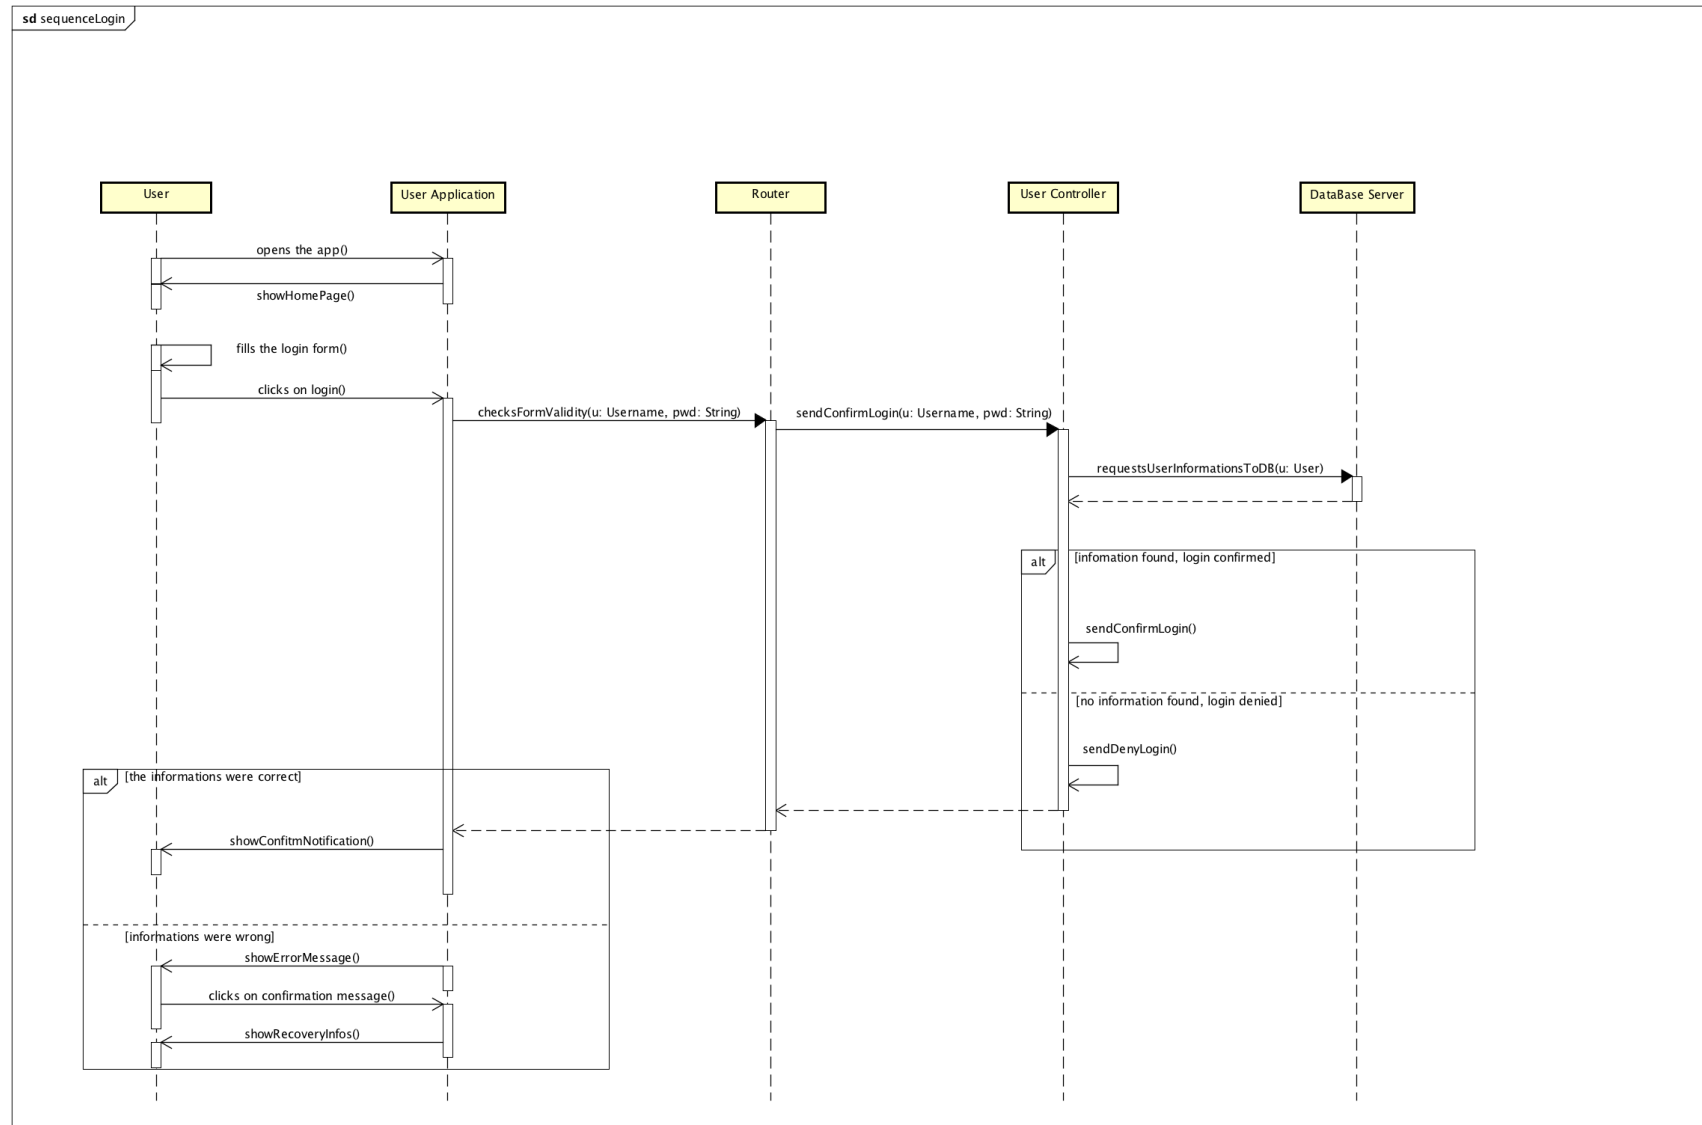 sd sequenceLogin
User
User Application
Router
User Controller
DataBase Server
opens the app()
showHomePage()
fills the login form()
clicks on login()
checksFormValidity(u: Username, pwd: String)
sendConfirmLogin(u: Username, pwd: String)
requestsUserInformationsToDB(u: User)
alt
[infomation found, login confirmed]
sendConfirmLogin()
[no information found, login denied]
sendDenyLogin()
alt
[the informations were correct]
showConfitmNotification()
[informations were wrong]
showErrorMessage()
clicks on confirmation message()
showRecoveryInfos()